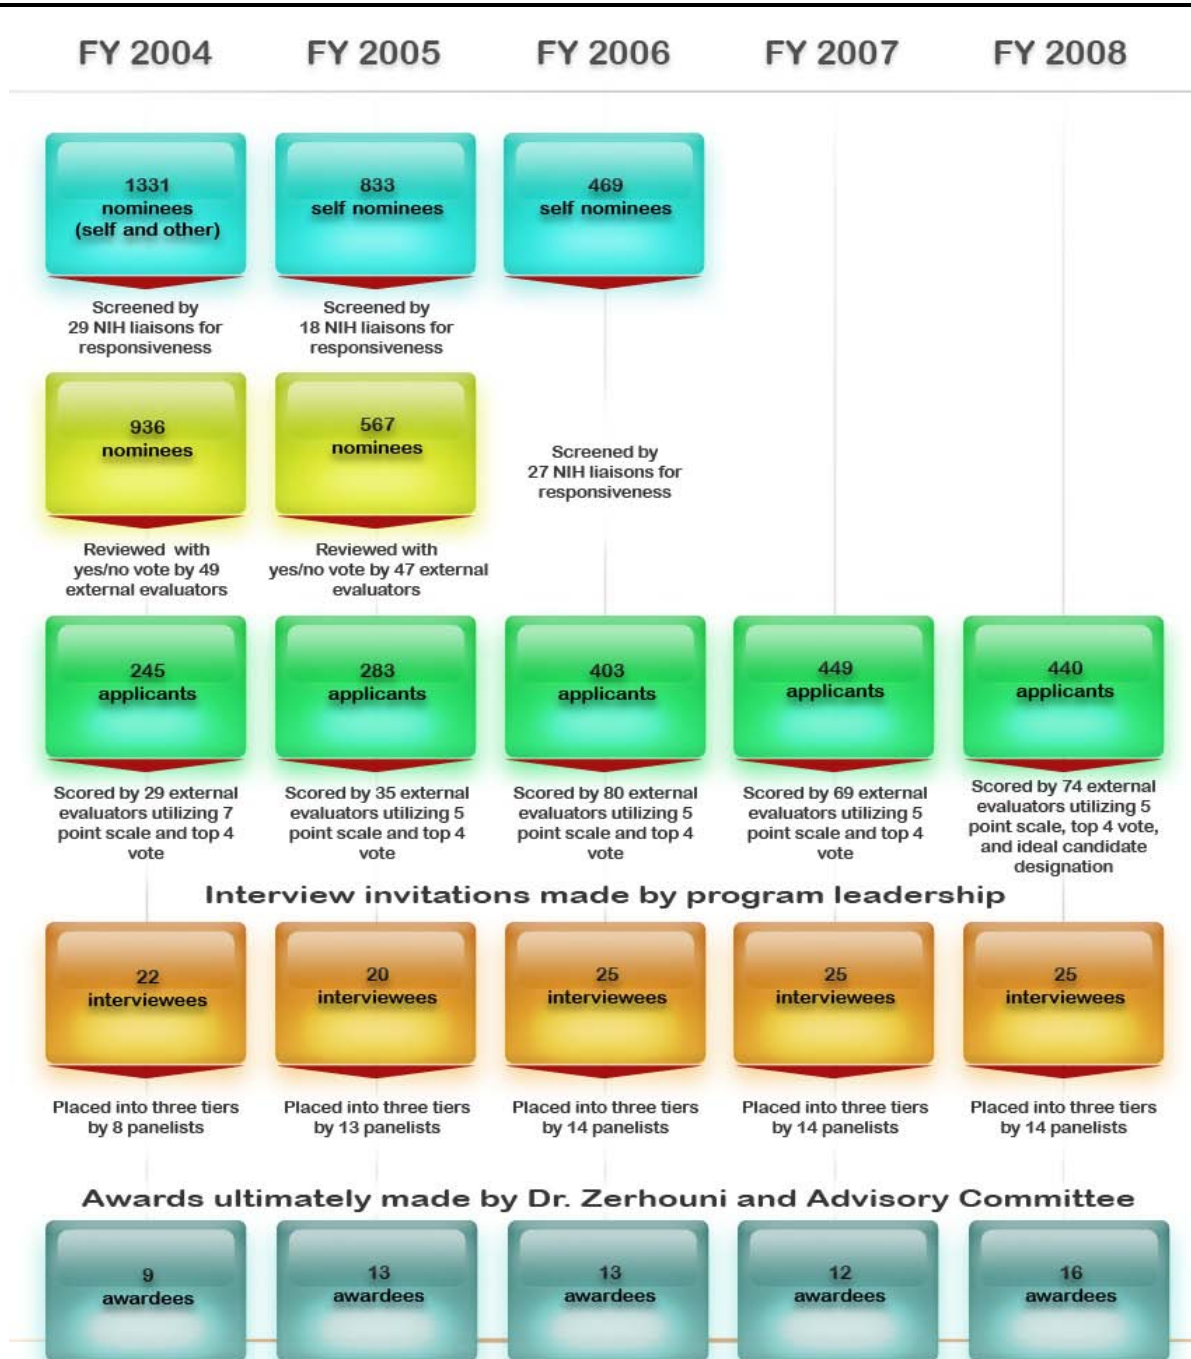 FY 2004
FY 2005
FY 2006
FY 2007
FY 2008
1331
nominees
(self and other)
833
self nominees
469
self nominees
Screened by
29 NIH liaisons for
responsiveness
Screened by
18 NIH liaisons for
responsiveness
936
nominees
567
nominees
Screened by
27 NIH liaisons for
responsiveness
Reviewed with
yes/no vote by 49
external evaluators
Reviewed with
yes/no vote by 47 external
evaluators
245
applicants
283
applicants
403
applicants
449
applicants
440
applicants
Scored by 29 external
evaluators utilizing 7
point scale and top 4
vote
Scored by 35 external
evaluators utilizing 5
point scale and top 4
vote
Scored by 80 external
evaluators utilizing 5
point scale and top 4
vote
Scored by 69 external
evaluators utilizing 5
point scale and top 4
vote
Scored by 74 external
evaluators utilizing 5
point scale, top 4 vote,
and ideal candidate
designation
Interview invitations made by program leadership
22
interviewees
20
interviewees
25
interviewees
25
interviewees
25
interviewees
Placed into three tiers
by 8 panelists
Placed into three tiers
by 13 panelists
Placed into three tiers
by 14 panelists
Placed into three tiers
by 14 panelists
Placed into three tiers
by 14 panelists
Awards ultimately made by Dr. Zerhouni and Advisory Committee
9
awardees
13
awardees
13
awardees
12
awardees
16
awardees